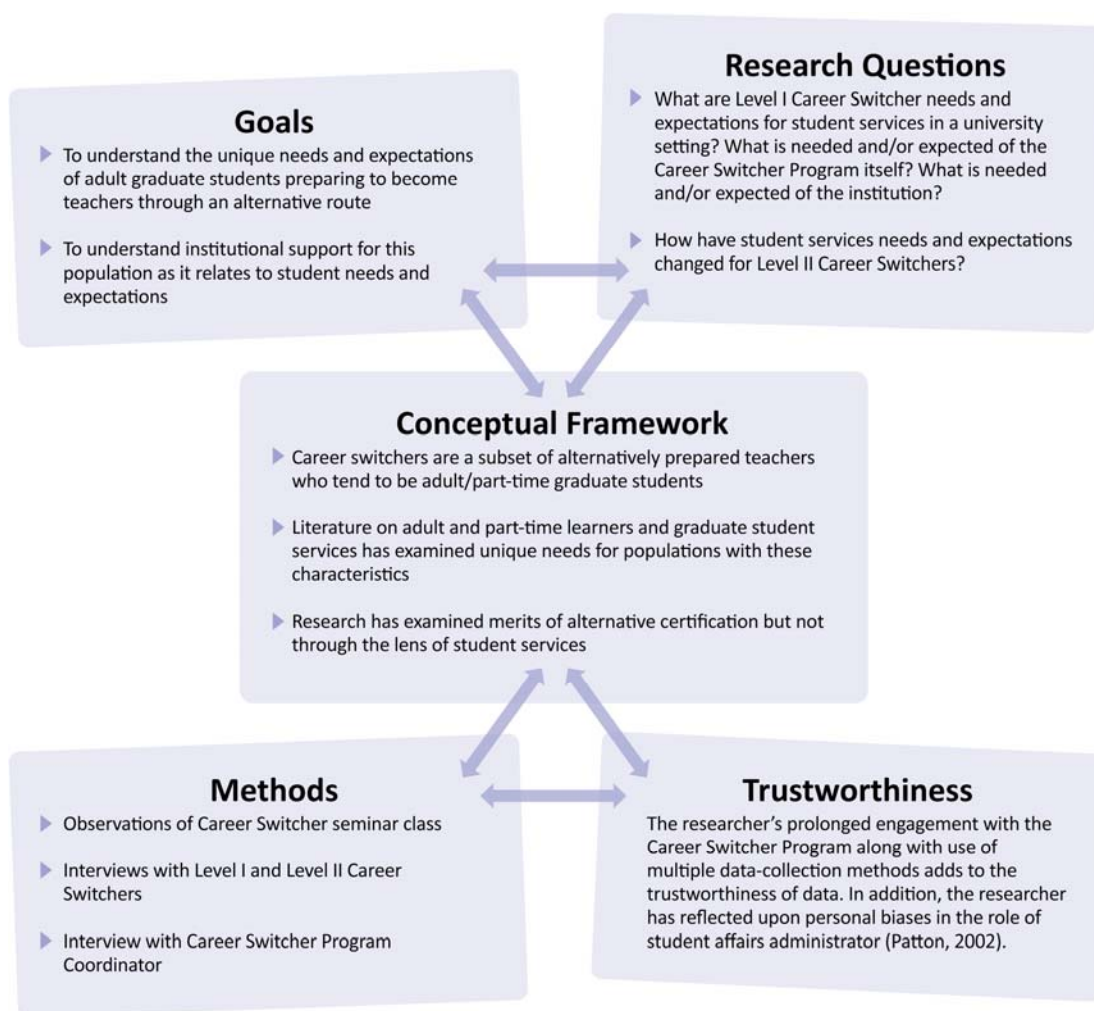 Goals
To understand the unique needs and expectations
of adult graduate students preparing to become
teachers through an alternative route
To understand institutional support for this
population as it relates to student needs and
expectations
Research Questions
What are Level I Career Switcher needs and
expectations for student services in a university
setting? What is needed and/or expected of the
Career Switcher Program itself? What is needed
and/or expected of the institution?
How have student services needs and expectations
changed for Level II Career Switchers?
Conceptual Framework
Career switchers are a subset of alternatively prepared teachers
who tend to be adult/part-time graduate students
Literature on adult and part-time learners and graduate student
services has examined unique needs for populations with these
characteristics
Research has examined merits of alternative certification but not
through the lens of student services
Methods
Observations of Career Switcher seminar class
Interviews with Level I and Level II Career
Switchers
Interview with Career Switcher Program
Coordinator
Trustworthiness
The researcher’s prolonged engagement with the
Career Switcher Program along with use of
multiple data-collection methods adds to the
trustworthiness of data. In addition, the researcher
has reflected upon personal biases in the role of
student affairs administrator (Patton, 2002).